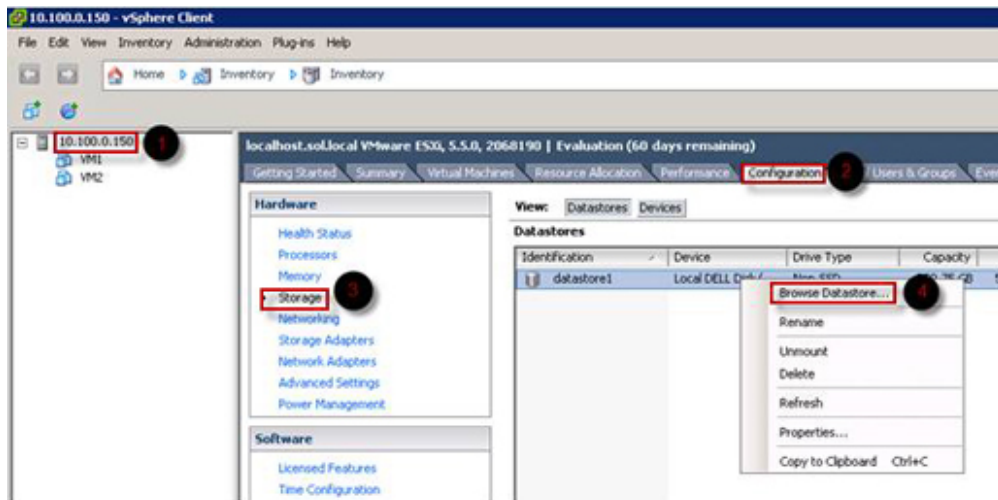 10.100.0.150 - vSphere Client
File Edit View Inventory Administration Plug-ins Help
Home Inventory Inventory
10.100.0.150 1
VM1
VM2
localhost.sol.local VMware ESXi, 5.5.0, 2068190 | Evaluation (60 days remaining)
Getting Started Summary Virtual Machines Resource Allocation Performance Configuration 2 Users & Groups
Hardware
Health Status
Processors
Memory
Storage 3
Networking
Storage Adapters
Network Adapters
Advanced Settings
Power Management
Software
Licensed Features
Time Configuration
View: Datastores Devices
Datastores
Identification Device Drive Type Capacity
datastore1 Local DELL Disk ( Non-SSD GB
Browse Datastore... 4
Rename
Unmount
Delete
Refresh
Properties...
Copy to Clipboard Ctrl+C